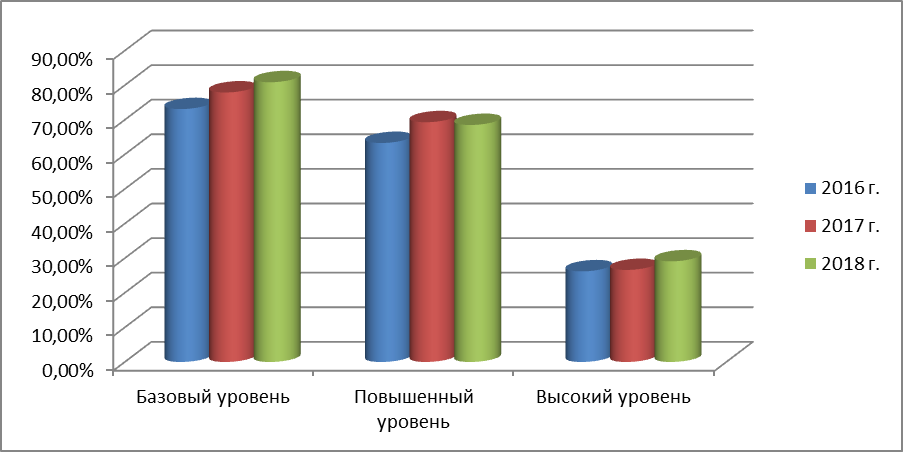 90,00%
80,00%
70,00%
60,00%
50,00%
40,00%
30,00%
20,00%
10,00%
0,00%
Базовый уровень
Повышенный
уровень
Высокий уровень
2016 г.
2017 г.
2018 г.